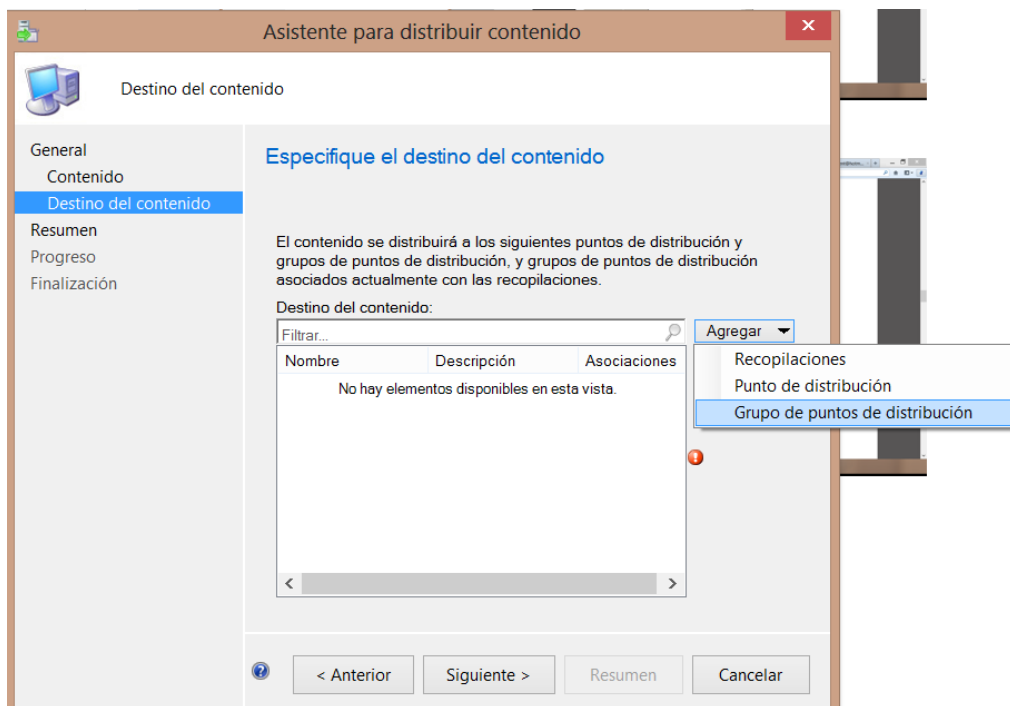 Asistente para distribuir contenido
Destino del contenido
General
Contenido
Destino del contenido
Resumen
Progreso
Finalización
Especifique el destino del contenido
El contenido se distribuirá a los siguientes puntos de distribución y
grupos de puntos de distribución, y grupos de puntos de distribución
asociados actualmente con las recopilaciones.
Destino del contenido:
Filtrar...
Agregar
Nombre Descripción Asociaciones
No hay elementos disponibles en esta vista.
Recopilaciones
Punto de distribución
Grupo de puntos de distribución
< Anterior
Siguiente >
Resumen
Cancelar